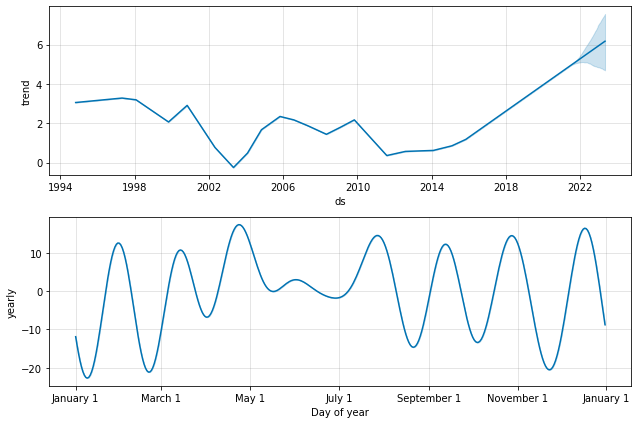 6
4
2
0
trend
1994 1998 2002 2006 2010 2014 2018 2022
ds
10
0
−10
−20
yearly
January 1 March 1 May 1 July 1 September 1 November 1 January 1
Day of year